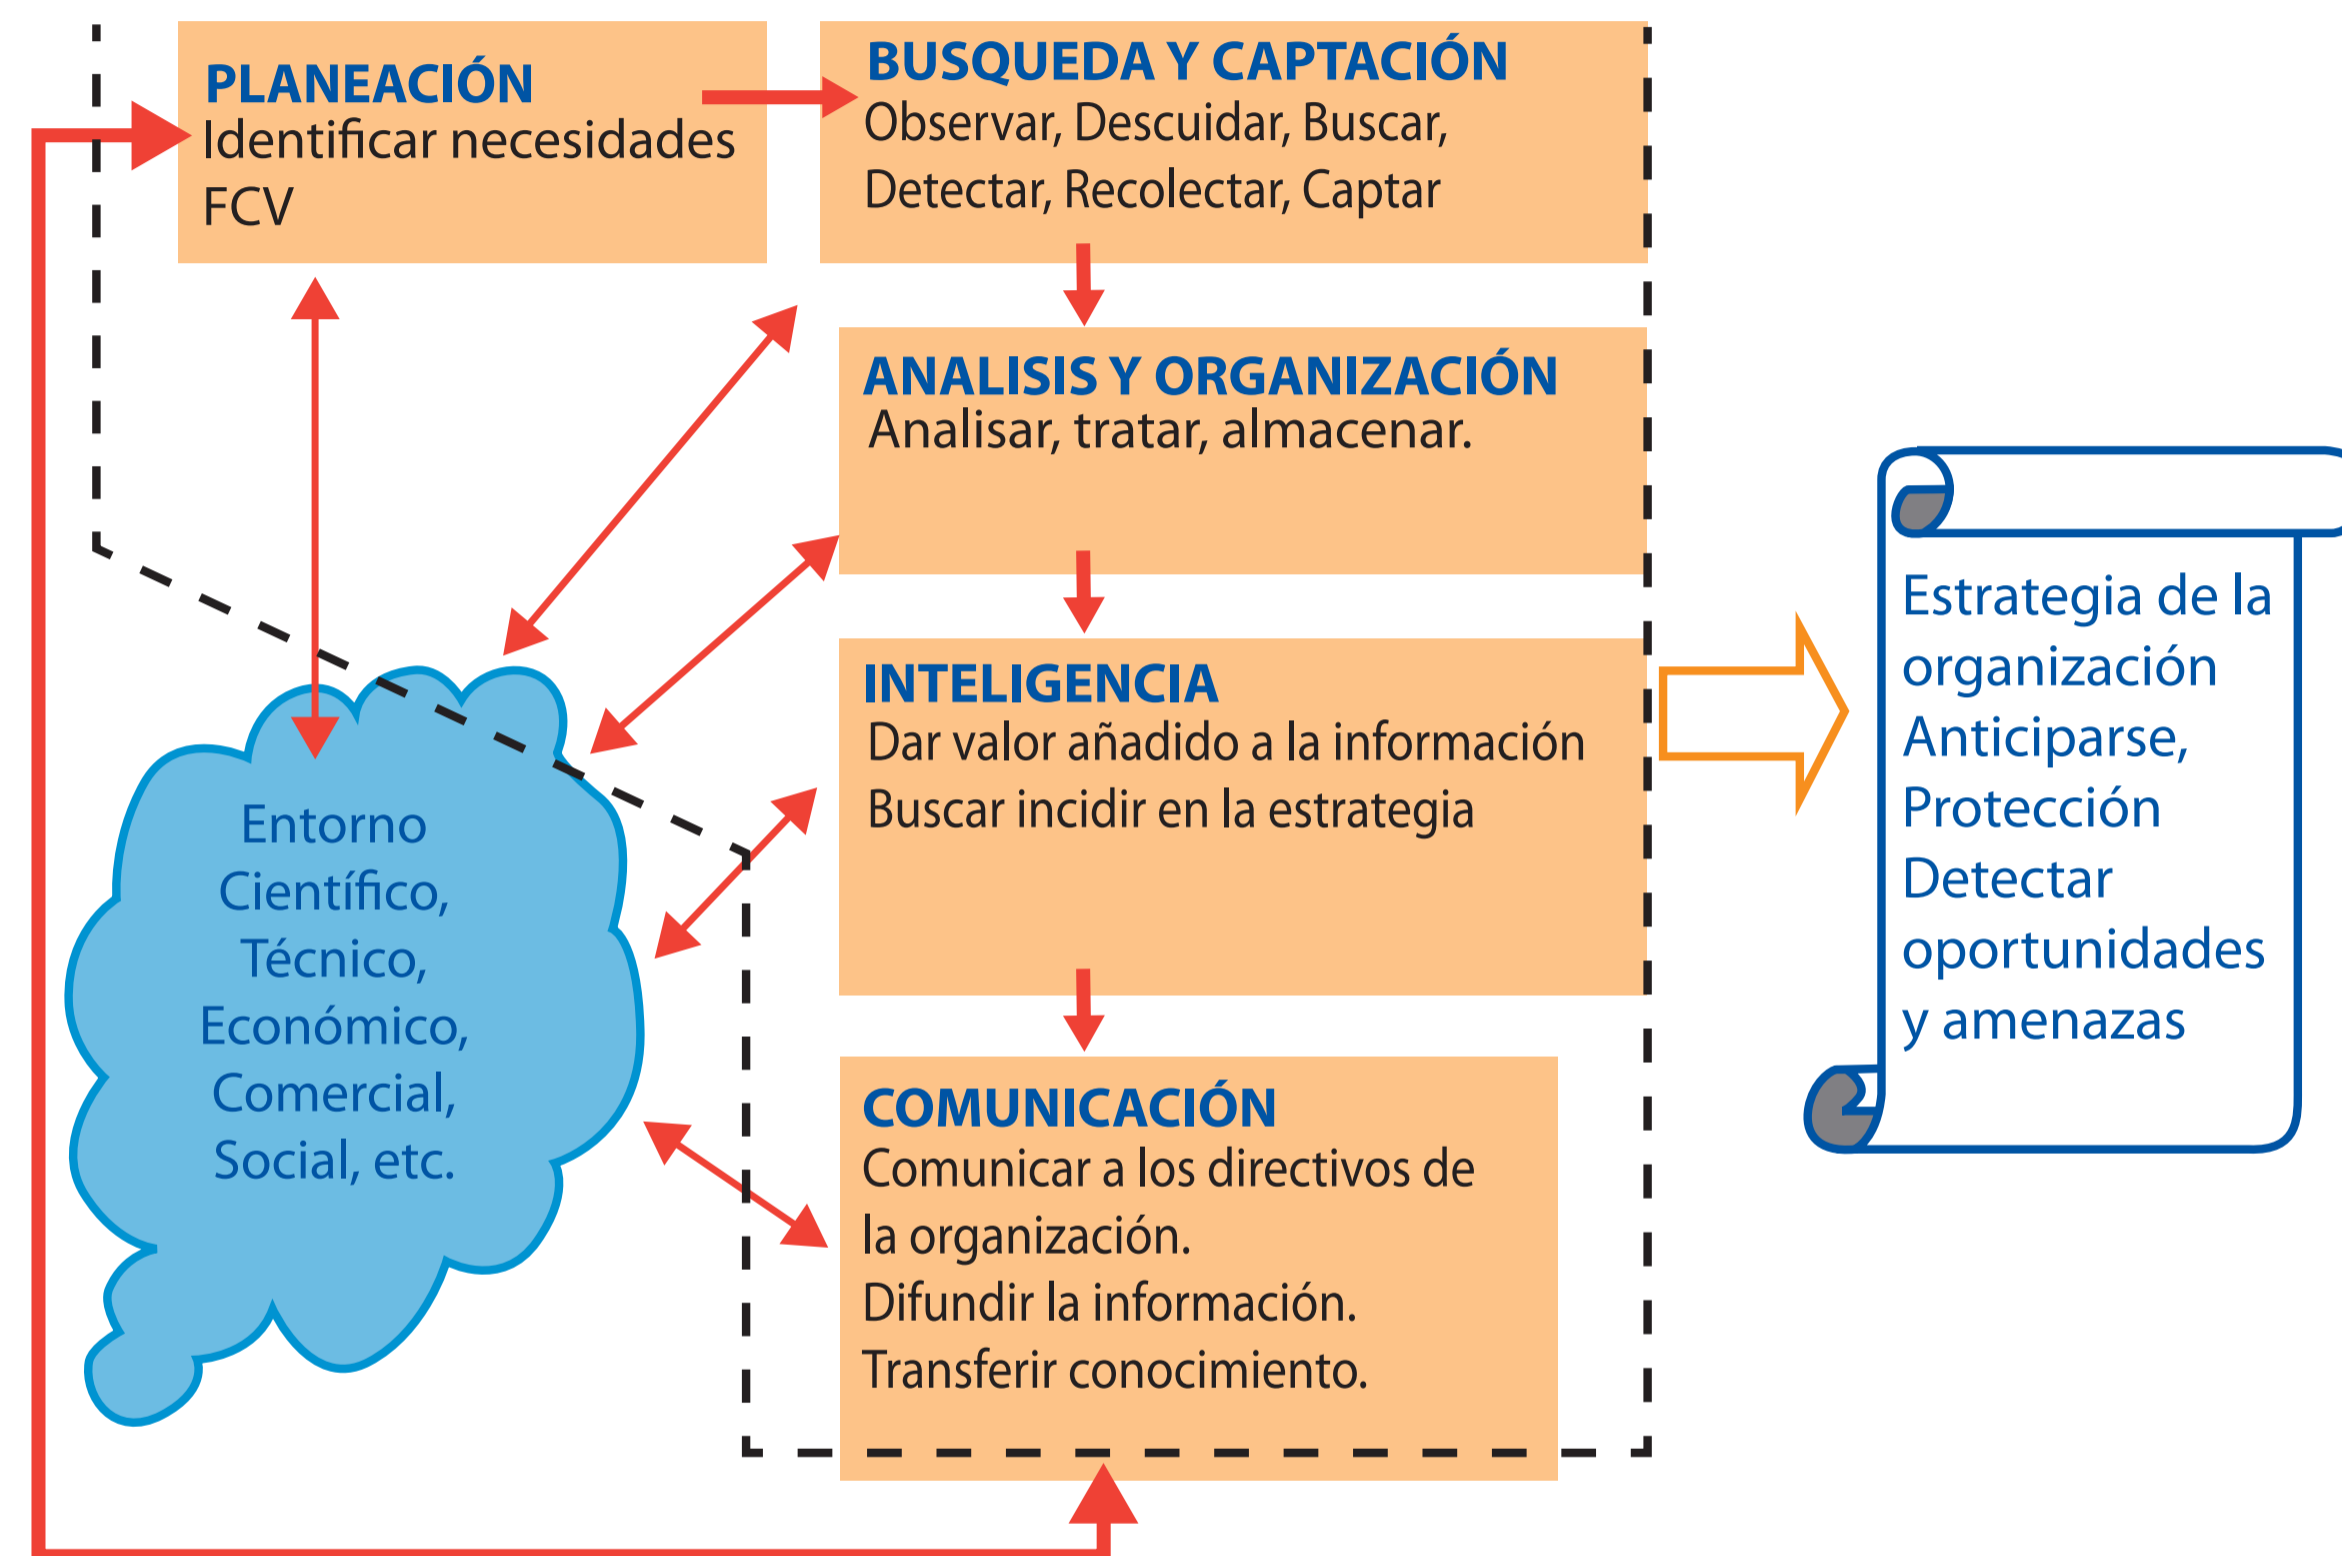 PLANEACIÓN
Identificar necesidades
FCV
BUSQUEDA Y CAPTACIÓN
Observar, Descuidar, Buscar,
Detectar, Recolectar, Captar
ANALISIS Y ORGANIZACIÓN
Analisar, tratar, almacenar.
INTELIGENCIA
Dar valor añadido a la información
Buscar incidir en la estrategia
COMUNICACIÓN
Comunicar a los directivos de
la organización.
Difundir la información.
Transferir conocimiento.
Entorno
Científico,
Técnico,
Económico,
Comercial,
Social, etc.
Estrategia de la
organización
Anticiparse,
Protección
Detectar
oportunidades
y amenazas